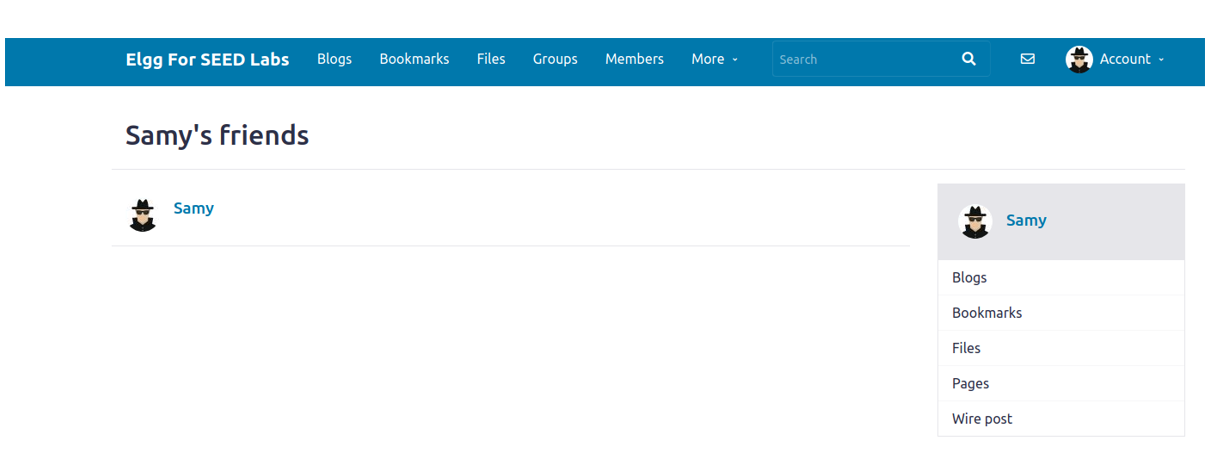 Elgg For SEED Labs Blogs Bookmarks Files Groups Members More Search Account
Samy's friends
Samy
Samy
Blogs
Bookmarks
Files
Pages
Wire post